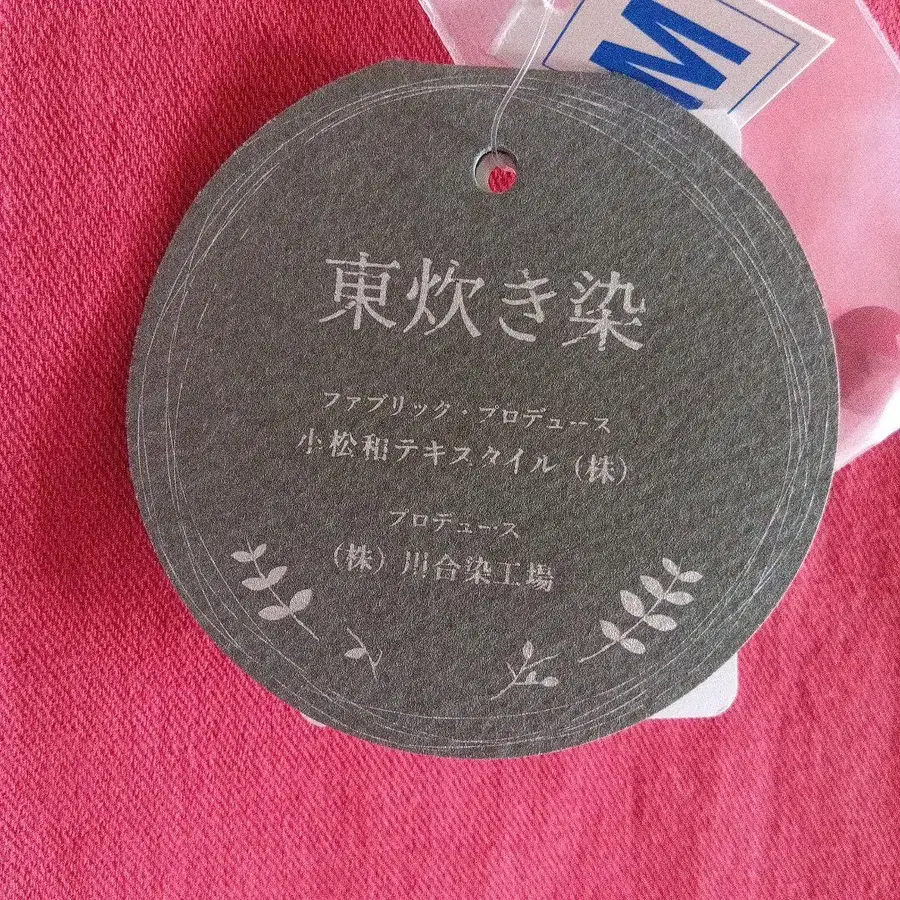 M
東炊き染
ファブリック・プロデュース
小松和テキスタイル（株）
プロデュース
（株）川合染工場